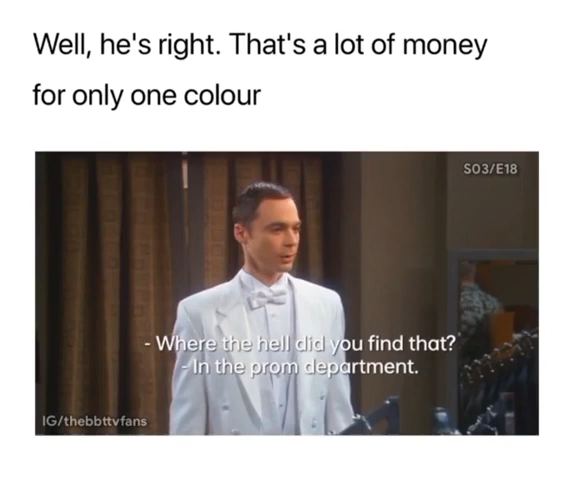 Well, he's right. That's a lot of money
for only one colour
S03/E18
- Where the hell did you find that?
- In the prom department.
IG/thebbttvfans